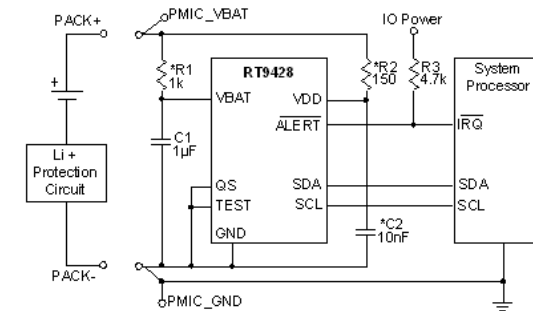 PACK+
PMIC_VBAT
IO Power
*R1
1k
RT9428
*R2
150
R3
4.7k
System
Processor
+
VBAT
VDD
ALERT
IRQ
C1
1μF
Li +
Protection
Circuit
QS
TEST
SDA
SCL
SDA
SCL
GND
*C2
10nF
PACK-
PMIC_GND